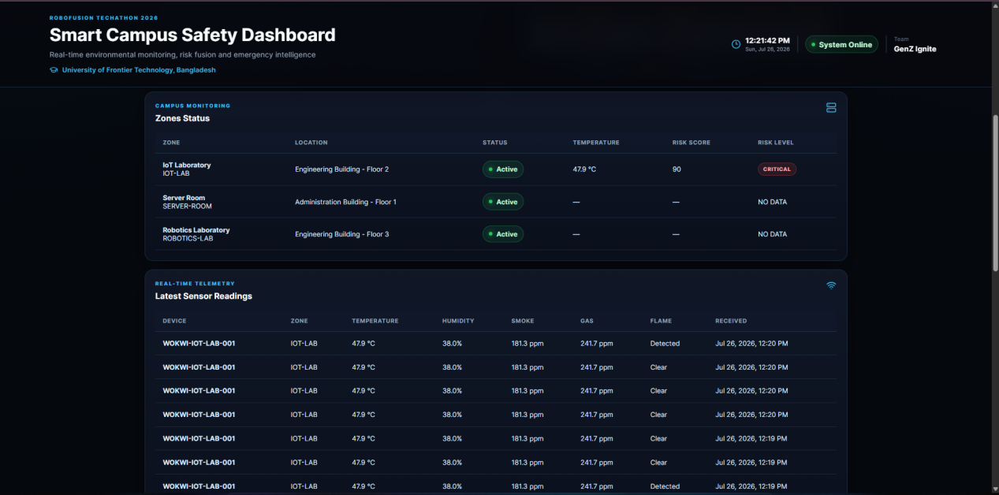 ROBOFUSION TECHATHON 2026
Smart Campus Safety Dashboard
Real-time environmental monitoring, risk fusion and emergency intelligence
University of Frontier Technology, Bangladesh
12:21:42 PM
Sun, Jul 26, 2026
System Online
Team
GenZ Ignite
CAMPUS MONITORING
Zones Status
ZONE LOCATION STATUS TEMPERATURE RISK SCORE RISK LEVEL
IoT Laboratory
IOT-LAB
Engineering Building - Floor 2 Active 47.9 °C 90 CRITICAL
Server Room
SERVER-ROOM
Administration Building - Floor 1 Active — — NO DATA
Robotics Laboratory
ROBOTICS-LAB
Engineering Building - Floor 3 Active — — NO DATA
REAL-TIME TELEMETRY
Latest Sensor Readings
DEVICE ZONE TEMPERATURE HUMIDITY SMOKE GAS FLAME RECEIVED
WOKWI-IOT-LAB-001 IOT-LAB 47.9 °C 38.0% 181.3 ppm 241.7 ppm Detected Jul 26, 2026, 12:20 PM
WOKWI-IOT-LAB-001 IOT-LAB 47.9 °C 38.0% 181.3 ppm 241.7 ppm Clear Jul 26, 2026, 12:20 PM
WOKWI-IOT-LAB-001 IOT-LAB 47.9 °C 38.0% 181.3 ppm 241.7 ppm Clear Jul 26, 2026, 12:20 PM
WOKWI-IOT-LAB-001 IOT-LAB 47.9 °C 38.0% 181.3 ppm 241.7 ppm Clear Jul 26, 2026, 12:20 PM
WOKWI-IOT-LAB-001 IOT-LAB 47.9 °C 38.0% 181.3 ppm 241.7 ppm Clear Jul 26, 2026, 12:19 PM
WOKWI-IOT-LAB-001 IOT-LAB 47.9 °C 38.0% 181.3 ppm 241.7 ppm Clear Jul 26, 2026, 12:19 PM
WOKWI-IOT-LAB-001 IOT-LAB 47.9 °C 38.0% 181.3 ppm 241.7 ppm Detected Jul 26, 2026, 12:19 PM